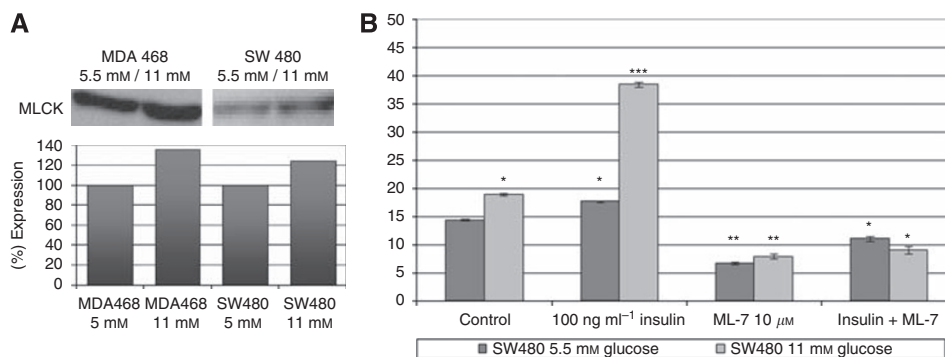 A
MDA 468
5.5 mM / 11 mM
SW 480
5.5 mM / 11 mM
MLCK
(%) Expression
140
120
100
80
60
40
20
0
MDA468
5 mM
MDA468
11 mM
SW480
5 mM
SW480
11 mM
B
50
45
40
35
30
25
20
15
10
5
0
*
*
***
**
**
*
*
Control
100 ng ml⁻¹ insulin
ML-7 10 μM
Insulin + ML-7
SW480 5.5 mM glucose
SW480 11 mM glucose